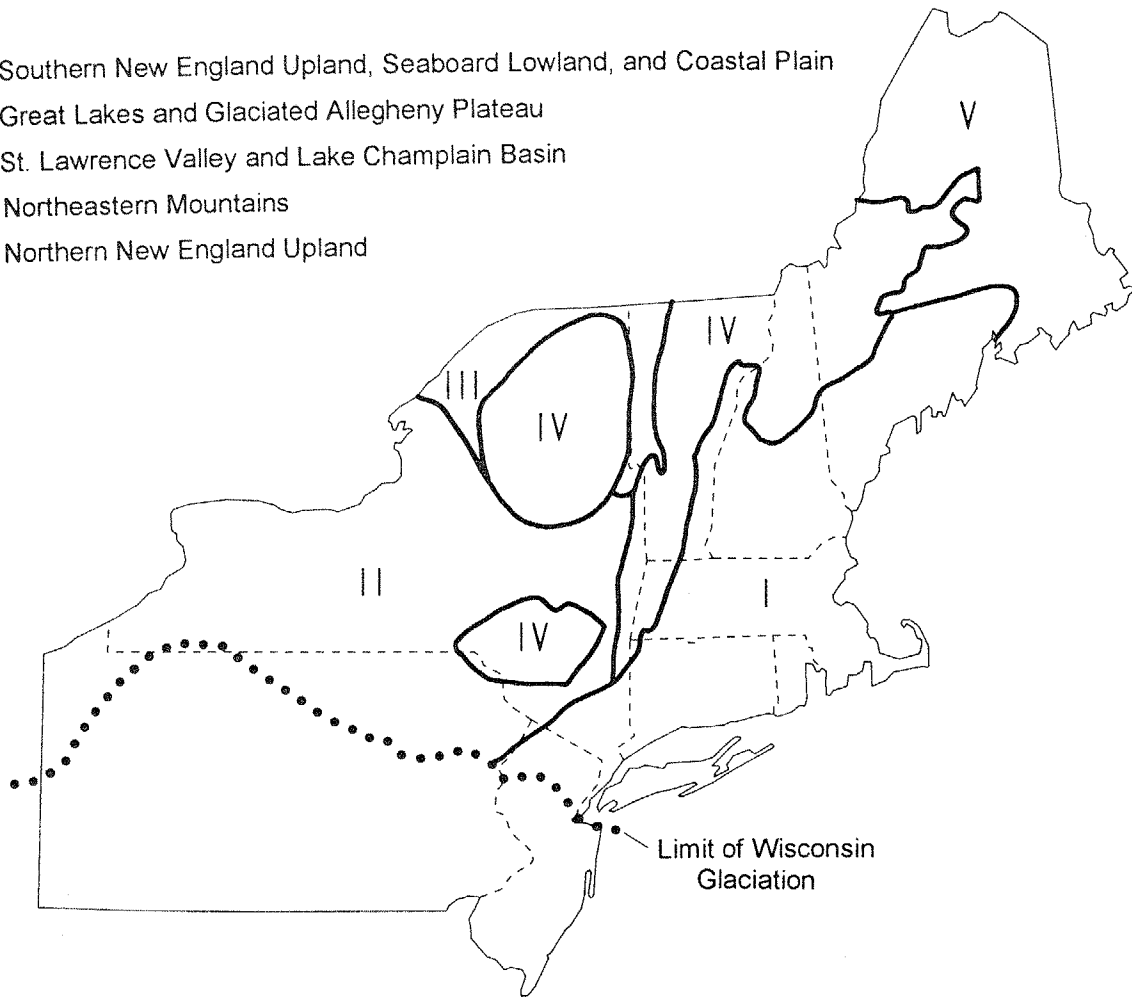 Southern New England Upland, Seaboard Lowland, and Coastal Plain
Great Lakes and Glaciated Allegheny Plateau
St. Lawrence Valley and Lake Champlain Basin
Northeastern Mountains
Northern New England Upland
V
IV
III
IV
II
I
IV
Limit of Wisconsin
Glaciation